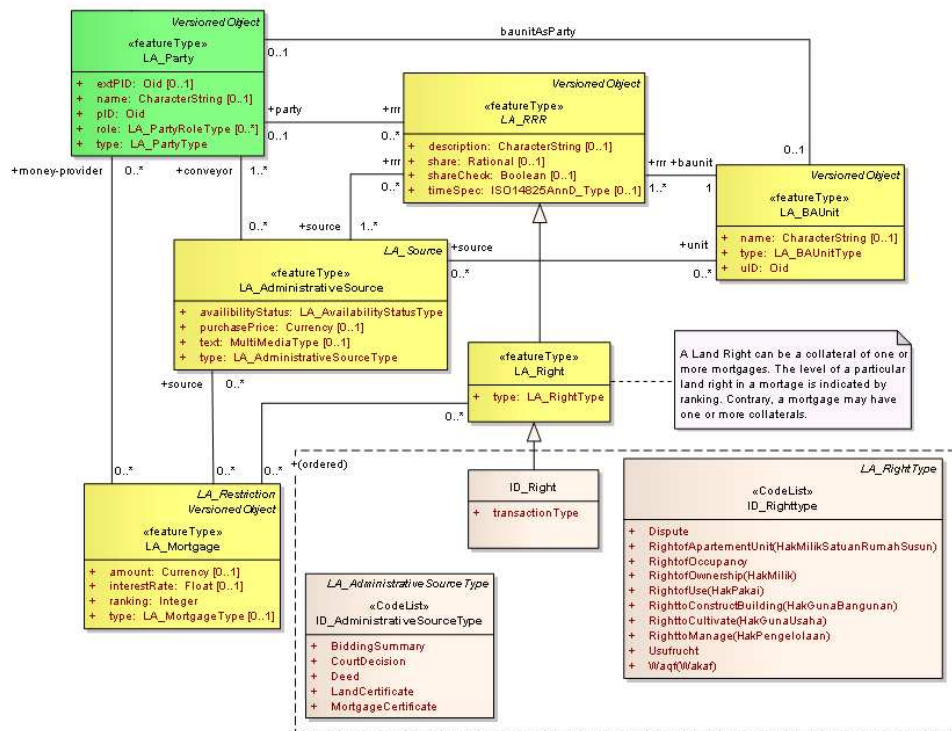 Versionned Object
«featureType»
LA_Party
+ extPID: Oid [0..1]
+ name: CharacterString [0..1]
+ pID: Oid
+ role: LA_PartyRoleType [0..*]
+ type: LA_PartyType
baunitAsParty
0..1
0..1
+party
0..1
+rrr
0..*
Versionned Object
«featureType»
LA_RRR
+ description: CharacterString [0..1]
+ share: Rational [0..1]
+ shareCheck: Boolean [0..1]
+ timeSpec: ISO14825AnnD_Type [0..1]
+money-provider
0..*
+conveyor
1..*
+rrr
0..*
+rrr
1..*
+baunit
1
VersionedObject
«featureType»
LA_BAUnit
+ name: CharacterString [0..1]
+ type: LA_BAUnitType
+ uID: Oid
0..*
+source
1..*
+source
0..*
+unit
0..*
LA_Source
«featureType»
LA_AdministrativeSource
+ availibilityStatus: LA_AvailabilityStatusType
+ purchasePrice: Currency [0..1]
+ text: MultiMediaType [0..1]
+ type: LA_AdministrativeSourceType
«featureType»
LA_Right
+ type: LA_RightType
A Land Right can be a collateral of one or
more mortgages. The level of a particular
land right in a mortage is indicated by
ranking. Contrary, a mortgage may have
one or more collaterals.
+source
0..*
0..*
0..*
0..*
0..*
+(ordered)
LA_Restriction
VersionedObject
«featureType»
LA_Mortgage
+ amount: Currency [0..1]
+ interestRate: Float [0..1]
+ ranking: Integer
+ type: LA_MortgageType [0..1]
ID_Right
+ transactionType
LA_RightType
«CodeList»
ID_Righttype
+ Dispute
+ RightofApartementUnit(HakMilikSatuanRumahSusun)
+ RightofOccupancy
+ RightofOwnership(HakMilik)
+ RightofUse(HakPakai)
+ RighttoConstructBuilding(HakGunaBangunan)
+ RighttoCultivate(HakGunaUsaha)
+ RighttoManage(HakPengelolaan)
+ Usufrucht
+ Waqf(Wakaf)
LA_AdministrativeSourceType
«CodeList»
ID_AdministrativeSourceType
+ BiddingSummary
+ CourtDecision
+ Deed
+ LandCertificate
+ MortgageCertificate